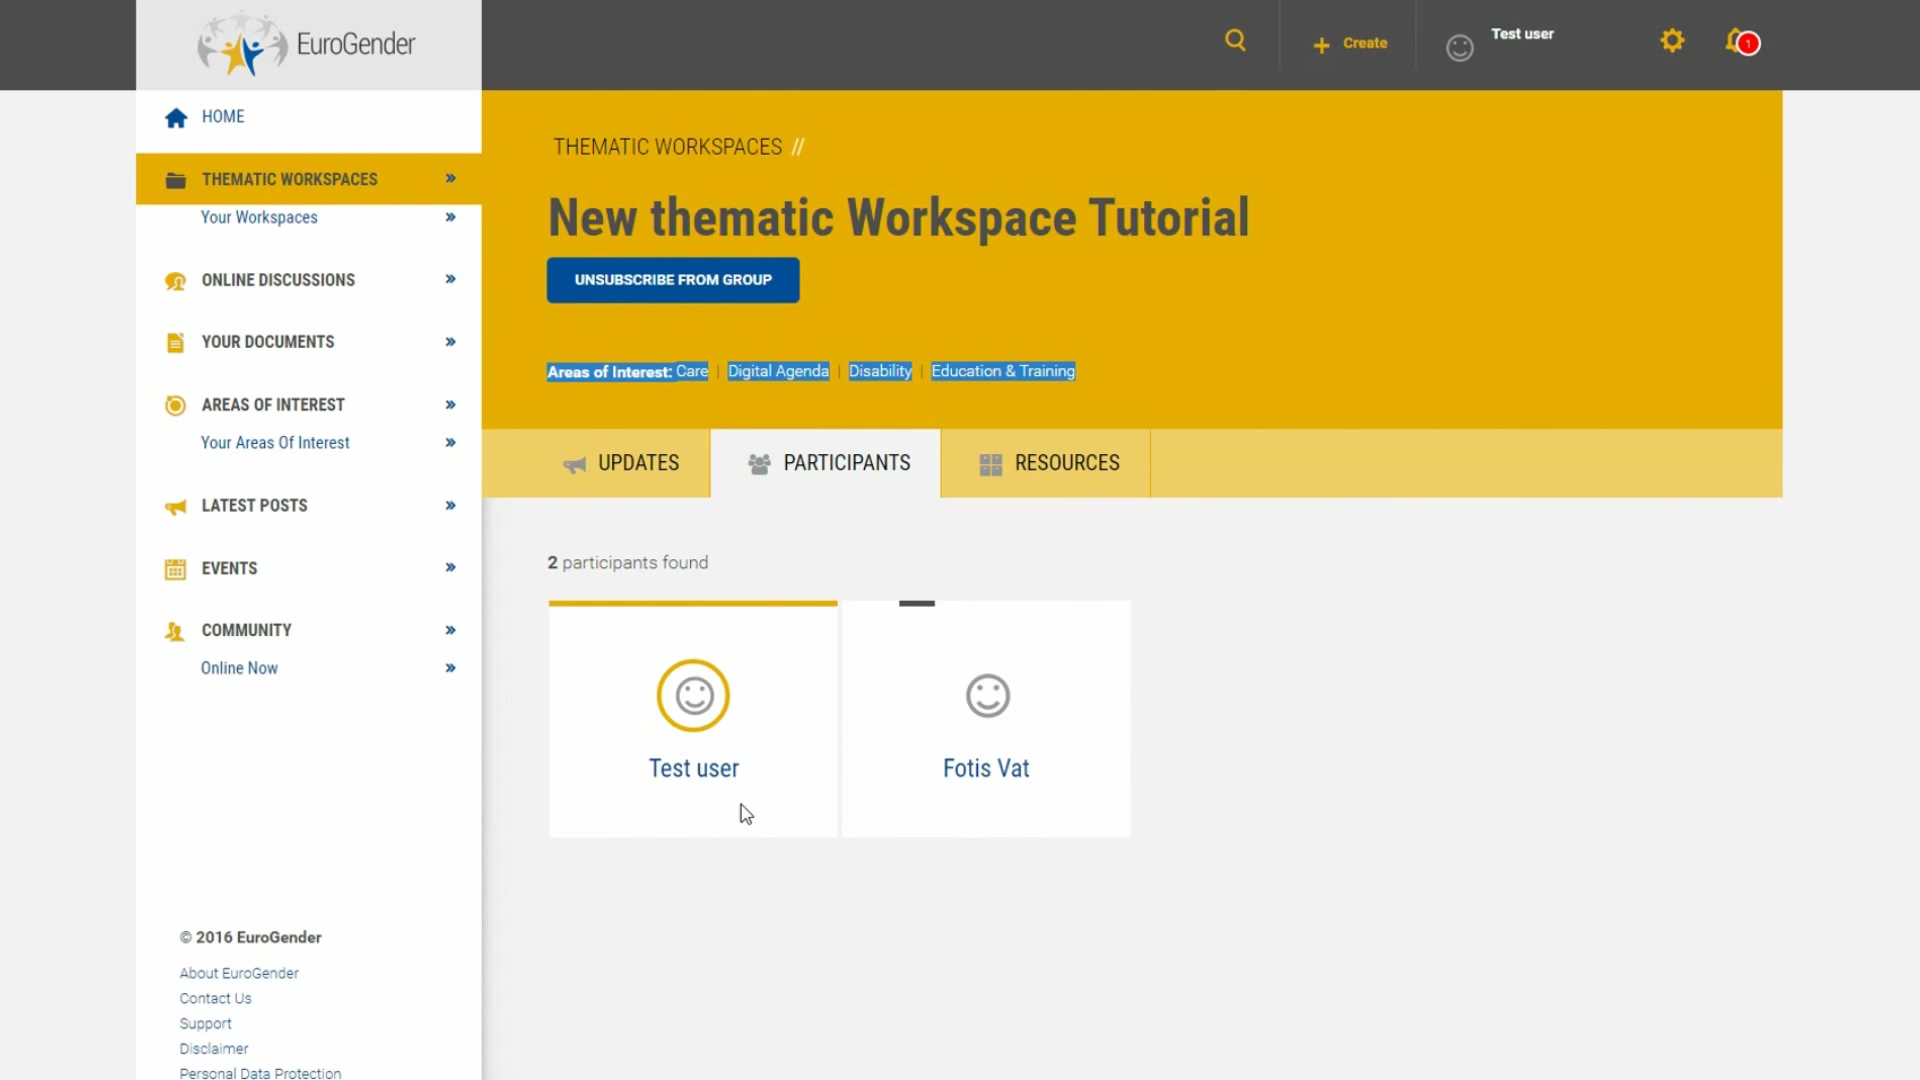 EuroGender
Create
Test user
1
HOME
THEMATIC WORKSPACES »
Your Workspaces »
ONLINE DISCUSSIONS »
YOUR DOCUMENTS »
AREAS OF INTEREST »
Your Areas Of Interest »
LATEST POSTS »
EVENTS »
COMMUNITY »
Online Now »
© 2016 EuroGender
About EuroGender
Contact Us
Support
Disclaimer
Personal Data Protection
THEMATIC WORKSPACES //
New thematic Workspace Tutorial
UNSUBSCRIBE FROM GROUP
Areas of Interest: Care | Digital Agenda | Disability | Education & Training
UPDATES PARTICIPANTS RESOURCES
2 participants found
Test user
Fotis Vat